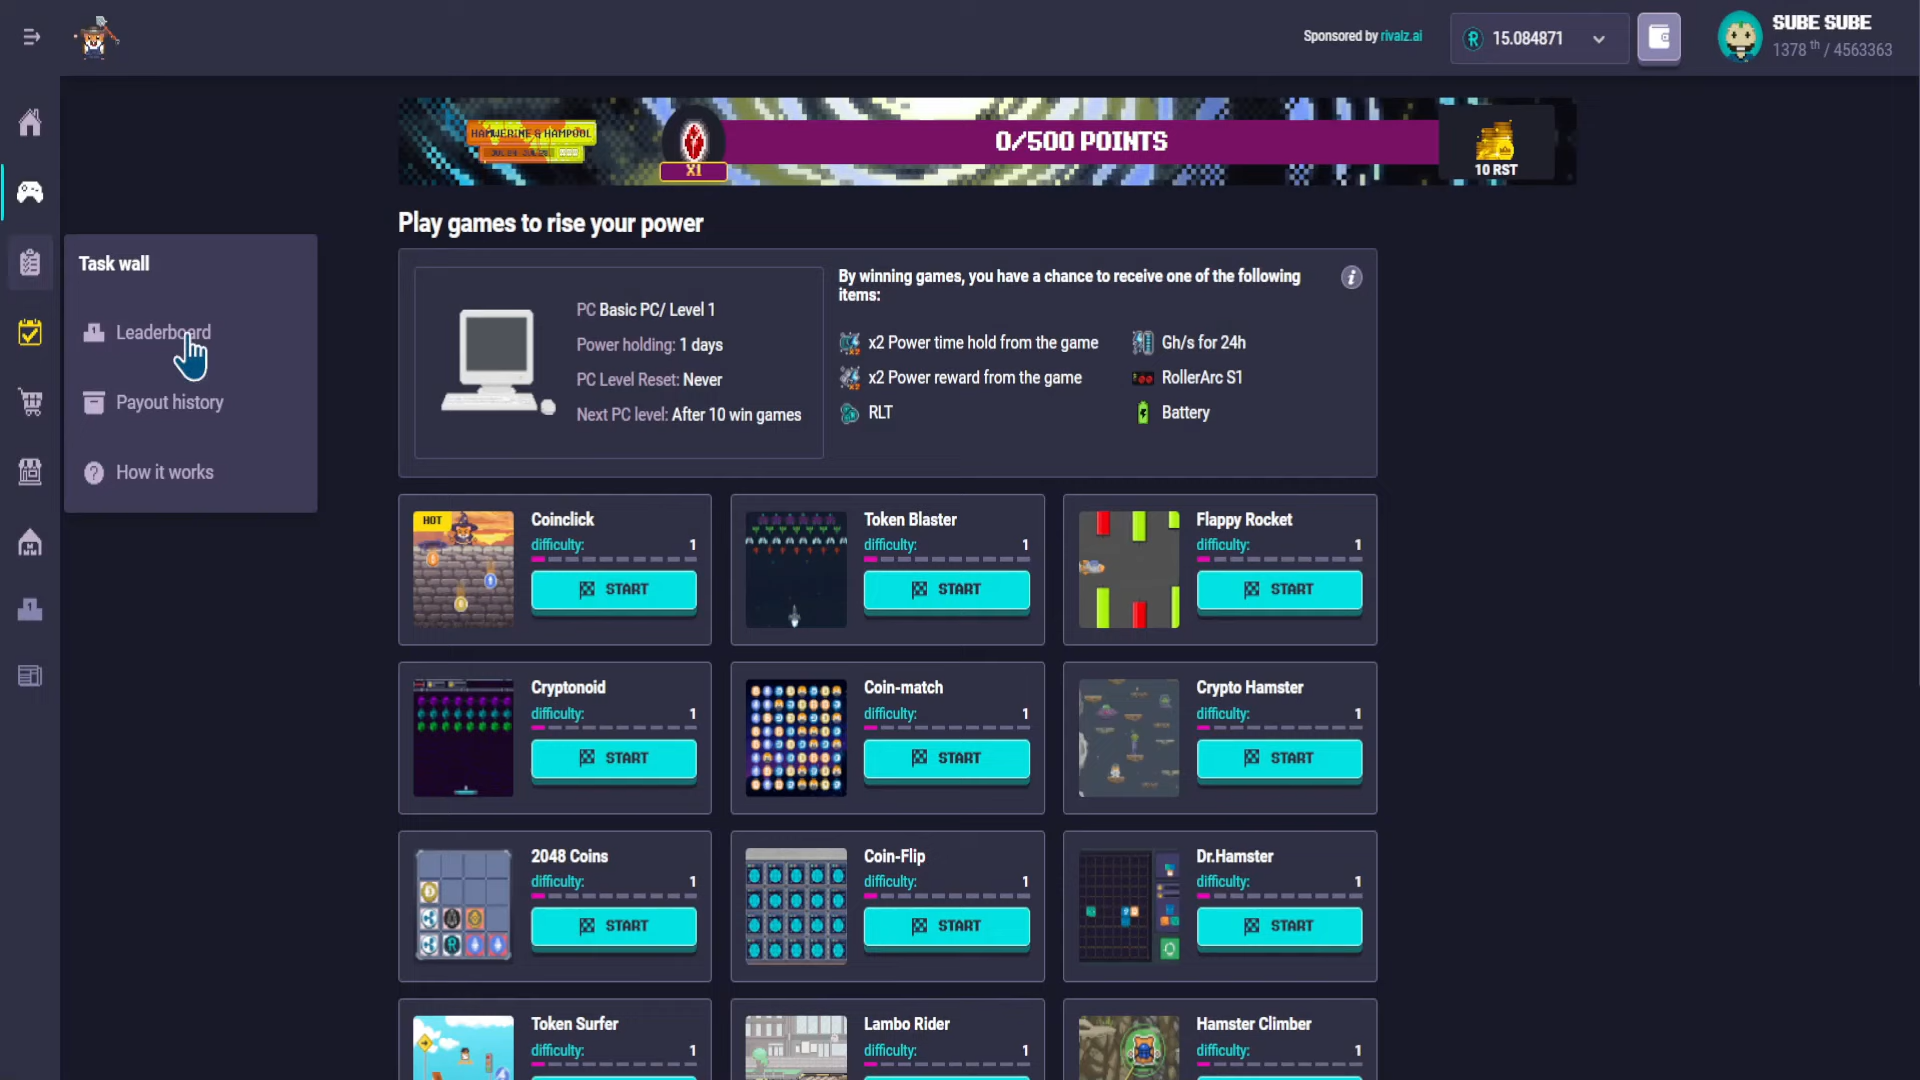 Sponsored by rivalz.ai
15.084871
SUBE SUBE
1378 th / 4563363
HAMVERINE & HAMPOOL
X1
0/500 POINTS
10 RST
Play games to rise your power
Task wall
Leaderboard
Payout history
How it works
PC Basic PC/ Level 1
Power holding: 1 days
PC Level Reset: Never
Next PC level: After 10 win games
By winning games, you have a chance to receive one of the following
items:
x2 Power time hold from the game
Gh/s for 24h
x2 Power reward from the game
RollerArc S1
RLT
Battery
HOT
Coinclick
difficulty: 1
START
Token Blaster
difficulty: 1
START
Flappy Rocket
difficulty: 1
START
Cryptonoid
difficulty: 1
START
Coin-match
difficulty: 1
START
Crypto Hamster
difficulty: 1
START
2048 Coins
difficulty: 1
START
Coin-Flip
difficulty: 1
START
Dr.Hamster
difficulty: 1
START
Token Surfer
difficulty: 1
Lambo Rider
difficulty: 1
Hamster Climber
difficulty: 1